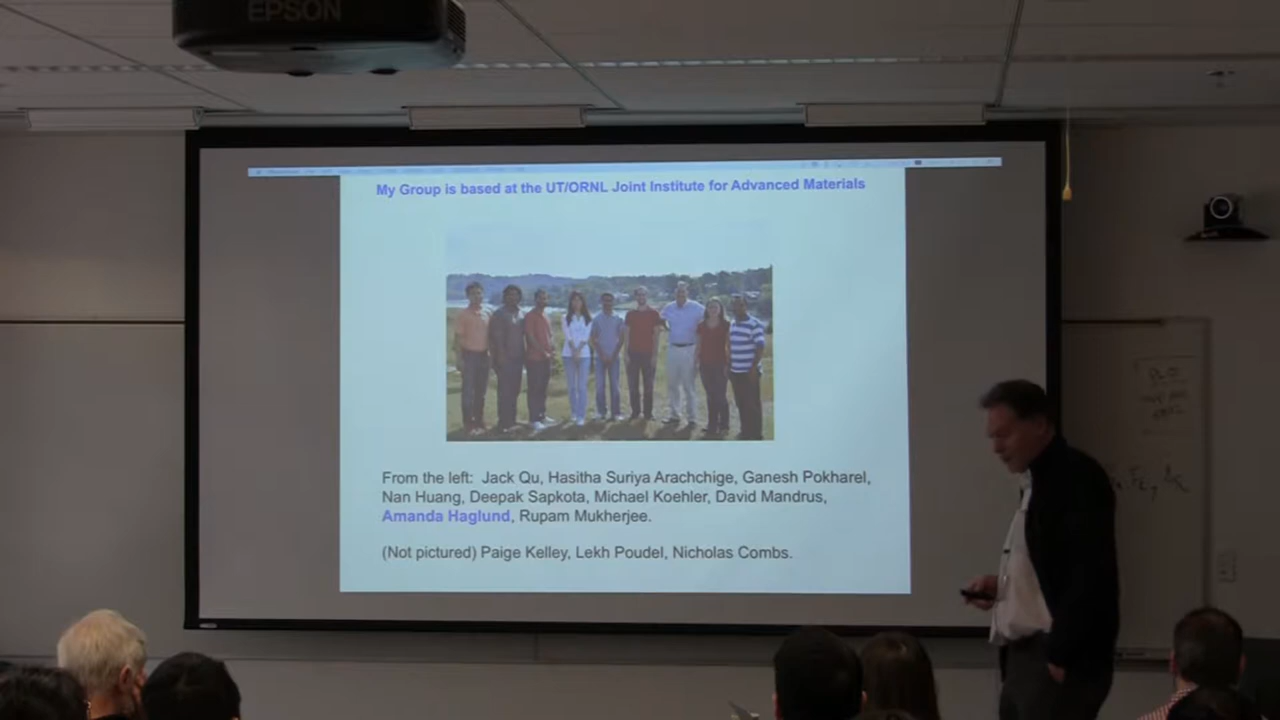 EPSON
My Group is based at the UT/ORNL Joint Institute for Advanced Materials
From the left: Jack Qu, Hasitha Suriya Arachchige, Ganesh Pokharel,
Nan Huang, Deepak Sapkota, Michael Koehler, David Mandrus,
Amanda Haglund, Rupam Mukherjee.
(Not pictured) Paige Kelley, Lekh Poudel, Nicholas Combs.